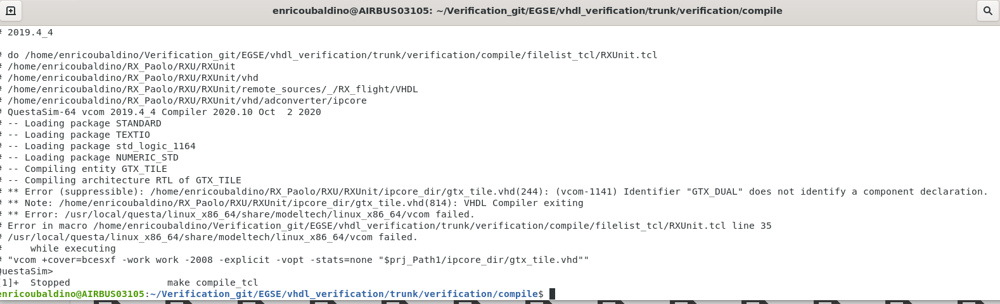 enricoubaldino@AIRBUS03105: ~/Verification_git/EGSE/vhdl_verification/trunk/verification/compile
# 2019.4_4
# do /home/enricoubaldino/Verification_git/EGSE/vhdl_verification/trunk/verification/compile/filelist_tcl/RXUnit.tcl
# /home/enricoubaldino/RX_Paolo/RXU/RXUnit
# /home/enricoubaldino/RX_Paolo/RXU/RXUnit/vhd
# /home/enricoubaldino/RX_Paolo/RXU/RXUnit/remote_sources/_/RX_flight/VHDL
# /home/enricoubaldino/RX_Paolo/RXU/RXUnit/vhd/adconverter/ipcore
# QuestaSim-64 vcom 2019.4_4 Compiler 2020.10 Oct  2 2020
# -- Loading package STANDARD
# -- Loading package TEXTIO
# -- Loading package std_logic_1164
# -- Loading package NUMERIC_STD
# -- Compiling entity GTX_TILE
# -- Compiling architecture RTL of GTX_TILE
# ** Error (suppressible): /home/enricoubaldino/RX_Paolo/RXU/RXUnit/ipcore_dir/gtx_tile.vhd(244): (vcom-1141) Identifier "GTX_DUAL" does not identify a component declaration.
# ** Note: /home/enricoubaldino/RX_Paolo/RXU/RXUnit/ipcore_dir/gtx_tile.vhd(814): VHDL Compiler exiting
# ** Error: /usr/local/questa/linux_x86_64/share/modeltech/linux_x86_64/vcom failed.
# Error in macro /home/enricoubaldino/Verification_git/EGSE/vhdl_verification/trunk/verification/compile/filelist_tcl/RXUnit.tcl line 35
# /usr/local/questa/linux_x86_64/share/modeltech/linux_x86_64/vcom failed.
#     while executing
# "vcom +cover=bcesxf -work work -2008 -explicit -vopt -stats=none "$prj_Path1/ipcore_dir/gtx_tile.vhd""
QuestaSim>
[1]+  Stopped                 make compile_tcl
enricoubaldino@AIRBUS03105:~/Verification_git/EGSE/vhdl_verification/trunk/verification/compile$